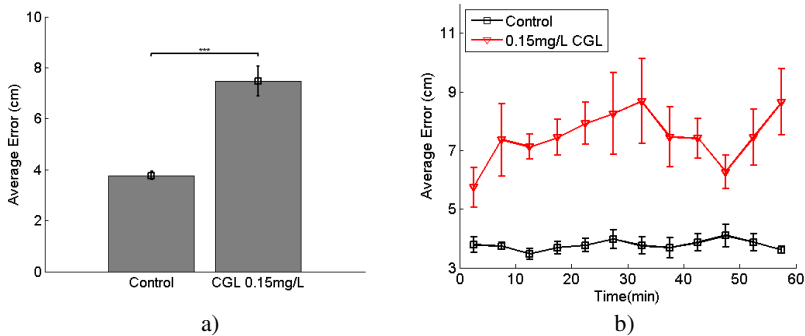 10
8
6
4
2
0
Average Error (cm)
***
Control
CGL 0.15mg/L
a)
Control
0.15mg/L CGL
11
9
7
5
3
Average Error (cm)
0
10
20
30
40
50
60
Time(min)
b)